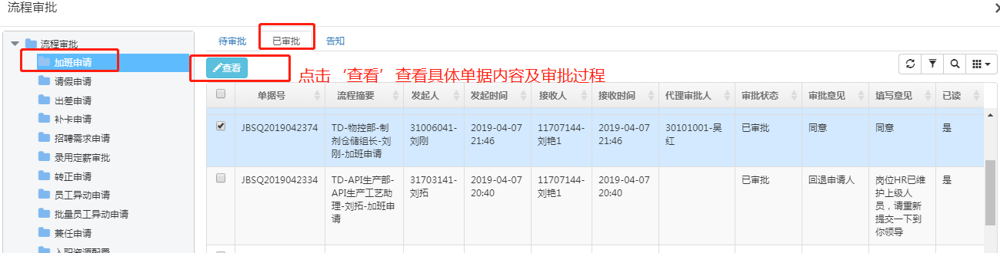 流程审批
流程审批
加班申请
请假申请
出差申请
补卡申请
招聘需求申请
录用定薪审批
转正申请
员工异动申请
批量员工异动申请
兼任申请
入职资源配置
待审批 已审批 告知
查看
点击‘查看’查看具体单据内容及审批过程
单据号 流程摘要 发起人 发起时间 接收人 接收时间 代理审批人 审批状态 审批意见 填写意见 已读
JBSQ2019042374 TD-物控部-制 31006041- 2019-04-07 11707144- 2019-04-07 30101001-吴 已审批 同意 同意 是
剂仓储组长-刘 刘刚 21:46 刘艳1 21:46 红
刚-加班申请
JBSQ2019042334 TD-API生产部- 31703141- 2019-04-07 11707144- 2019-04-07 已审批 回退申请人 岗位HR已维 是
API生产工艺助 刘拓 20:40 刘艳1 20:40 护上级人
理-刘拓-加班申 员，请重新
请 提交一下到
你领导